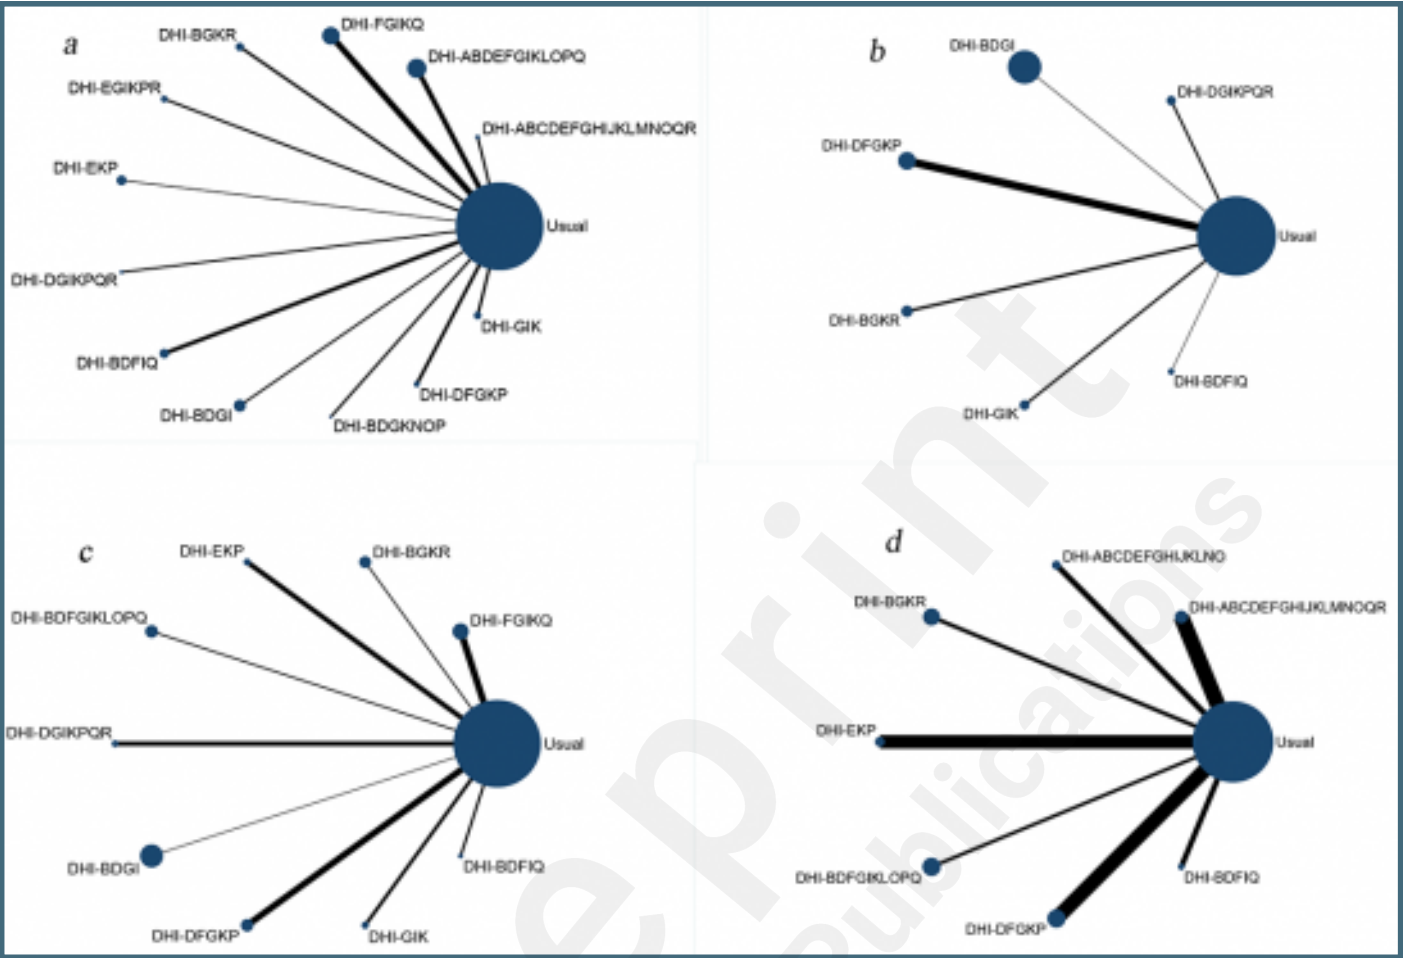 a
DHI-FGIKQ
DHI-BGKR
DHI-ABDEFGIKLOPQ
DHI-EGIKPR
DHI-ABCDEFGHIJKLMNOQR
DHI-EKP
Usual
DHI-DGIKPQR
DHI-GIK
DHI-BDFIQ
DHI-DFGKP
DHI-BDGI
DHI-BDGKNOP
b
DHI-BDGI
DHI-DGIKPQR
DHI-DFGKP
Usual
DHI-BGKR
DHI-BDFIQ
DHI-GIK
c
DHI-EKP
DHI-BGKR
DHI-BDFGIKLOPQ
DHI-FGIKQ
DHI-DGIKPQR
Usual
DHI-BDGI
DHI-BDFIQ
DHI-DFGKP
DHI-GIK
d
DHI-ABCDEFGHIJKLNO
DHI-BGKR
DHI-ABCDEFGHIJKLMNOQR
DHI-EKP
Usual
DHI-BDFGIKLOPQ
DHI-BDFIQ
DHI-DFGKP
eprint
Publications